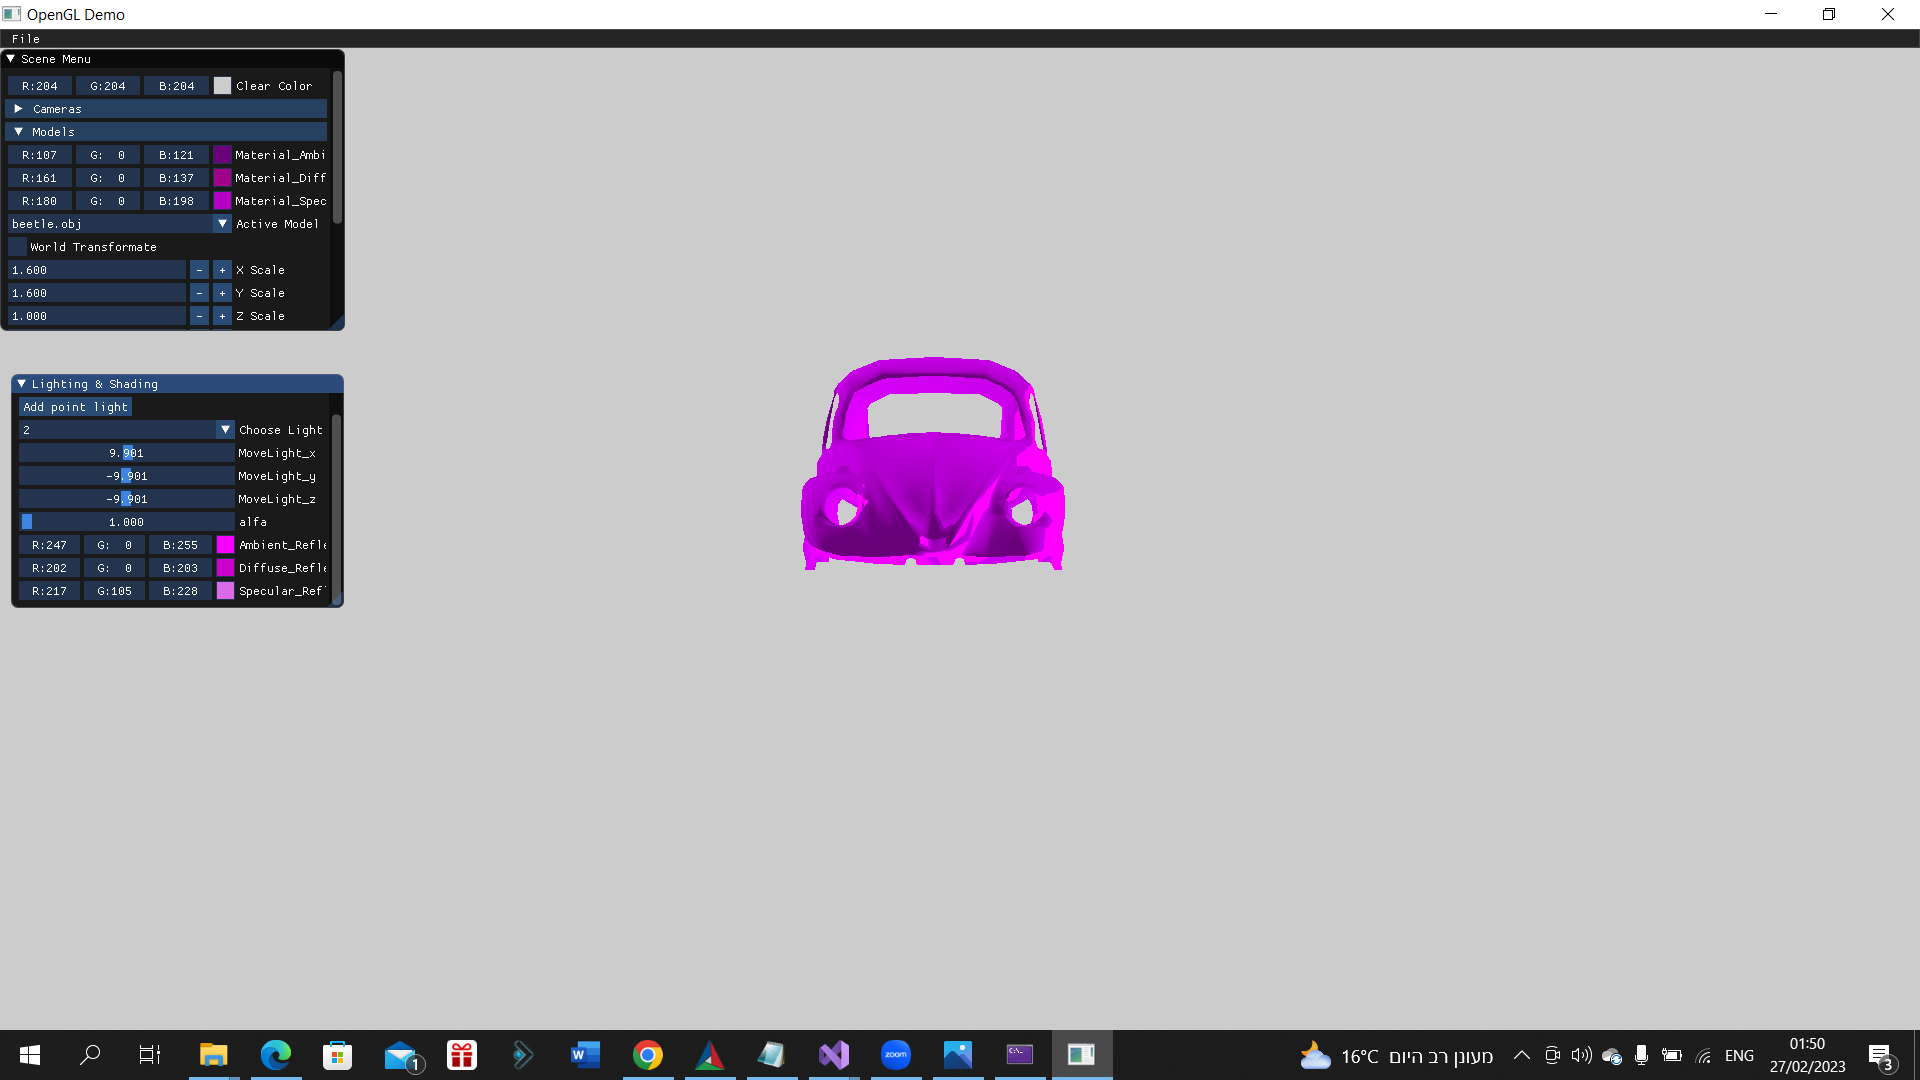 OpenGL Demo
File
Scene Menu
R:204 G:204 B:204 Clear Color
Cameras
Models
R:107 G: 0 B:121 Material_Ambi
R:161 G: 0 B:137 Material_Diff
R:180 G: 0 B:198 Material_Spec
beetle.obj Active Model
World Transformate
1.600 - + X Scale
1.600 - + Y Scale
1.000 - + Z Scale
Lighting & Shading
Add point light
2 Choose Light
9.901 MoveLight_x
-9.901 MoveLight_y
-9.901 MoveLight_z
1.000 alfa
R:247 G: 0 B:255 Ambient_Refle
R:202 G: 0 B:203 Diffuse_Refle
R:217 G:105 B:228 Specular_Ref
1
zoom
16°C מעונן רב היום
ENG
01:50
27/02/2023
3